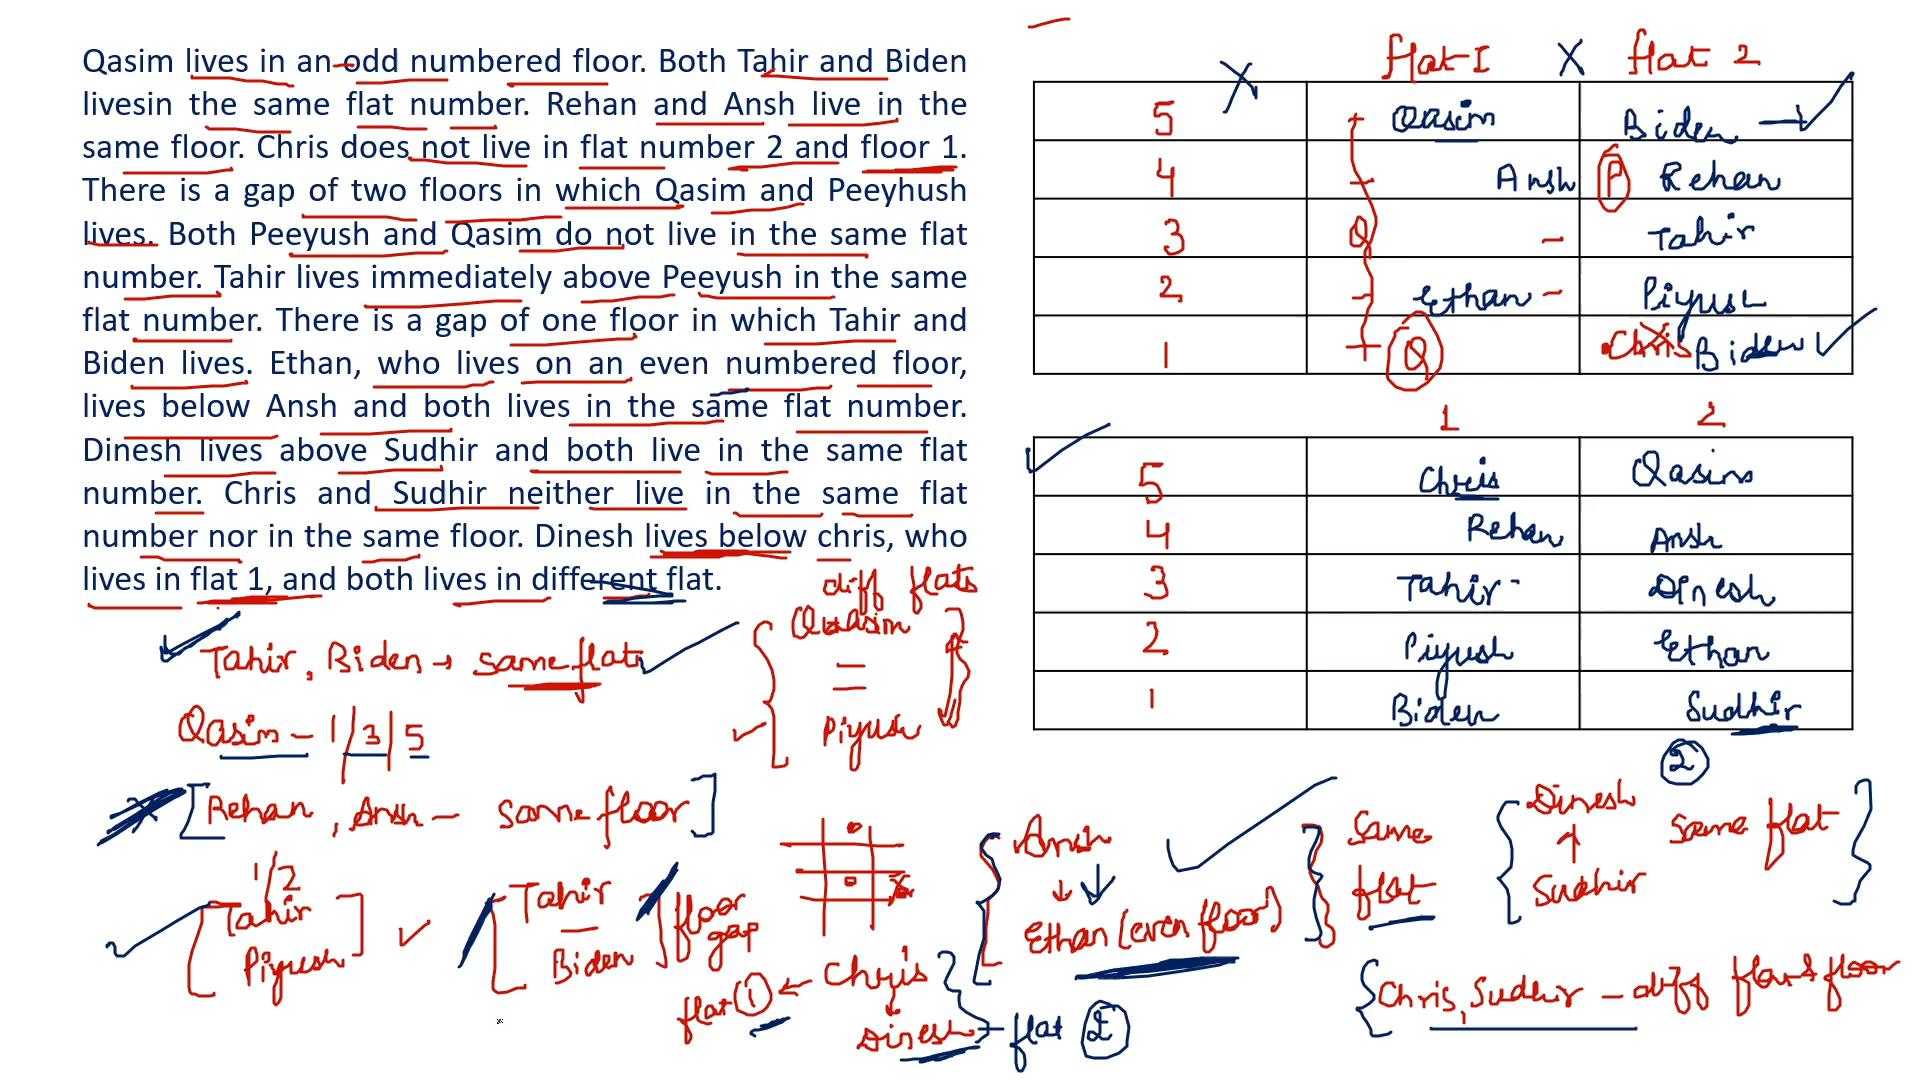 Qasim lives in an odd numbered floor. Both Tahir and Biden
livesin the same flat number. Rehan and Ansh live in the
same floor. Chris does not live in flat number 2 and floor 1.
There is a gap of two floors in which Qasim and Peeyhush
lives. Both Peeyush and Qasim do not live in the same flat
number. Tahir lives immediately above Peeyush in the same
flat number. There is a gap of one floor in which Tahir and
Biden lives. Ethan, who lives on an even numbered floor,
lives below Ansh and both lives in the same flat number.
Dinesh lives above Sudhir and both live in the same flat
number. Chris and Sudhir neither live in the same flat
number nor in the same floor. Dinesh lives below chris, who
lives in flat 1, and both lives in different flat.
flat 1 X flat 2
5 Qasim Biden
4 Ansh P Rehan
3 Q - Tahir
2 Ethan - Piyush
1 Q Chris Biden
1 2
5 Chris Qasim
4 Rehan Ansh
3 Tahir Dinesh
2 Piyush Ethan
1 Biden Sudhir
2
diff flats
Qasim
Piyush
Tahir, Biden → same flat
Qasim - 1/3/5
Rehan, Ansh - same floor
1/2
Tahir
Piyush
Tahir
-
Biden
floor
gap
flat 1 ← Chris
↓
Dinesh → flat 2
Ansh
↓
Ethan (even floor)
same
flat
Dinesh
↑
Sudhir
same flat
Chris, Sudhir - diff flat & floor